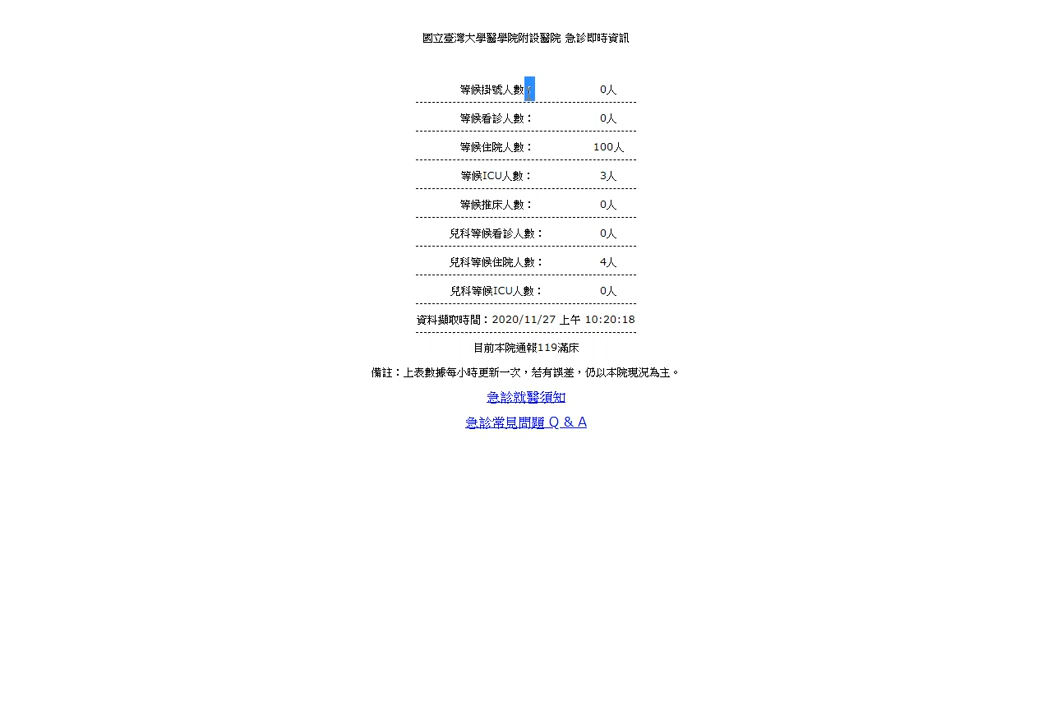 國立臺灣大學醫學院附設醫院 急診即時資訊
等候掛號人數： 0人
等候看診人數： 0人
等候住院人數： 100人
等候ICU人數： 3人
等候推床人數： 0人
兒科等候看診人數： 0人
兒科等候住院人數： 4人
兒科等候ICU人數： 0人
資料擷取時間：2020/11/27 上午 10:20:18
目前本院通報119滿床
備註：上表數據每小時更新一次，若有誤差，仍以本院現況為主。
急診就醫須知
急診常見問題 Q & A